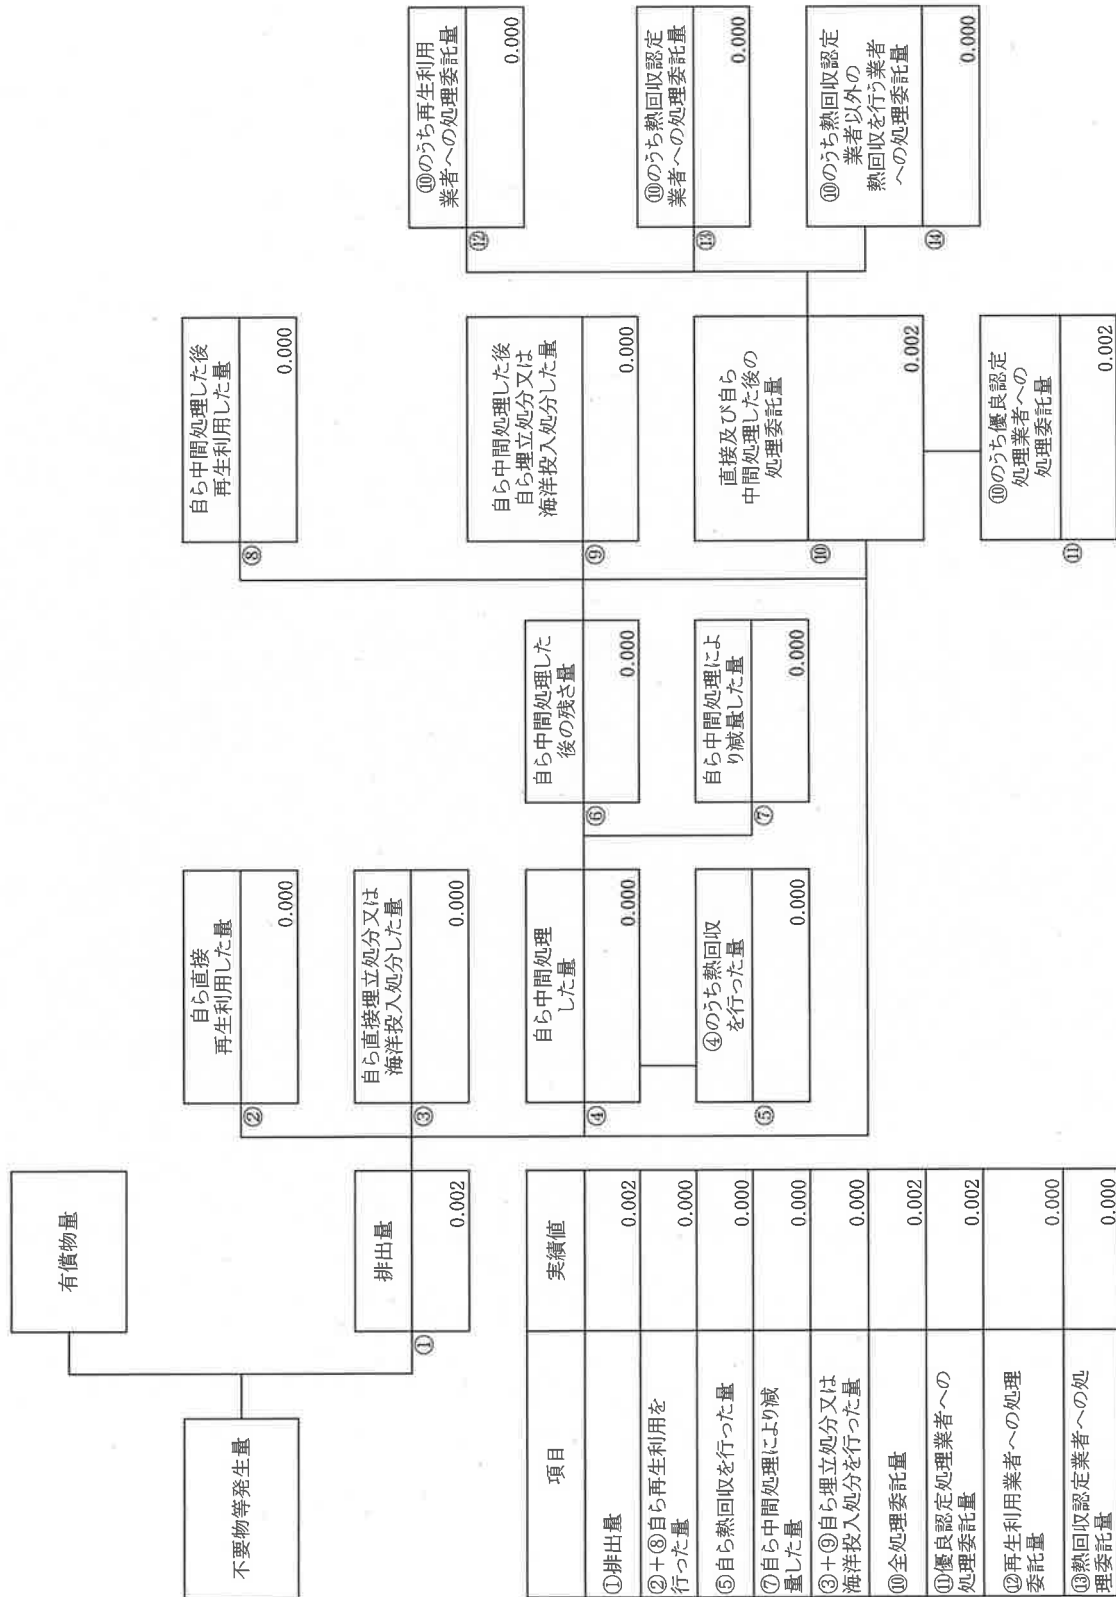 有償物量
不要物等発生量
排出量
①
0.002
自ら直接
再生利用した量
②
0.000
自ら直接埋立処分又は
海洋投入処分した量
③
0.000
自ら中間処理
した量
④
0.000
④のうち熱回収
を行った量
⑤
0.000
自ら中間処理した
後の残さ量
⑥
0.000
自ら中間処理によ
り減量した量
⑦
0.000
自ら中間処理した後
再生利用した量
⑧
0.000
自ら中間処理した後
自ら埋立処分又は
海洋投入処分した量
⑨
0.000
直接及び自ら
中間処理した後の
処理委託量
⑩
0.002
⑩のうち優良認定
処理業者への
処理委託量
⑪
0.002
⑩のうち再生利用
業者への処理委託量
⑫
0.000
⑩のうち熱回収認定
業者への処理委託量
⑬
0.000
⑩のうち熱回収認定
業者以外の
熱回収を行う業者
への処理委託量
⑭
0.000
項目 実績値
①排出量 0.002
②+⑧自ら再生利用を
行った量 0.000
⑤自ら熱回収を行った量 0.000
⑦自ら中間処理により減
量した量 0.000
③+⑨自ら埋立処分又は
海洋投入処分を行った量 0.000
⑩全処理委託量 0.002
⑪優良認定処理業者への
処理委託量 0.002
⑫再生利用業者への処理
委託量 0.000
⑬熱回収認定業者への処
理委託量 0.000